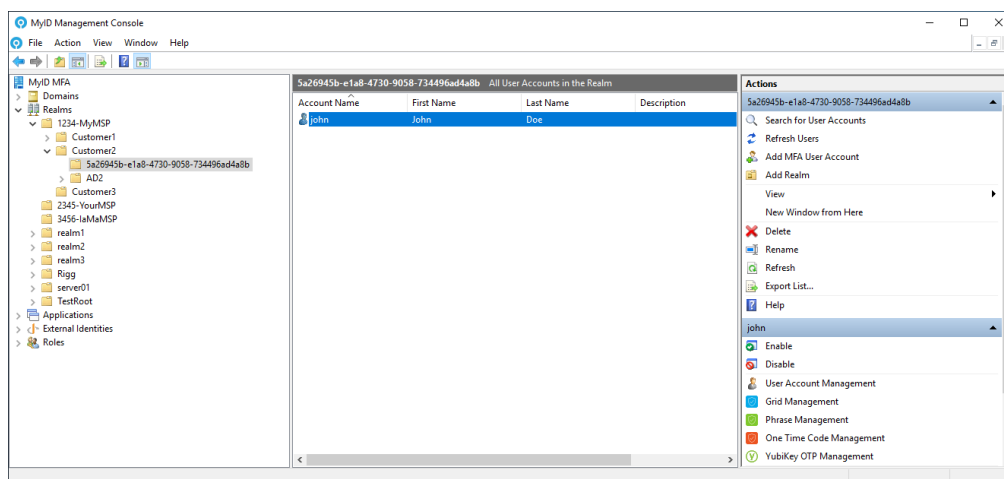 MyID Management Console
File Action View Window Help
MyID MFA
Domains
Realms
1234-MyMSP
Customer1
Customer2
5a26945b-e1a8-4730-9058-734496ad4a8b
AD2
Customer3
2345-YourMSP
3456-IaMaMSP
realm1
realm2
realm3
Rigg
server01
TestRoot
Applications
External Identities
Roles
5a26945b-e1a8-4730-9058-734496ad4a8b All User Accounts in the Realm
Account Name First Name Last Name Description
john John Doe
Actions
5a26945b-e1a8-4730-9058-734496ad4a8b
Search for User Accounts
Refresh Users
Add MFA User Account
Add Realm
View
New Window from Here
Delete
Rename
Refresh
Export List...
Help
john
Enable
Disable
User Account Management
Grid Management
Phrase Management
One Time Code Management
YubiKey OTP Management